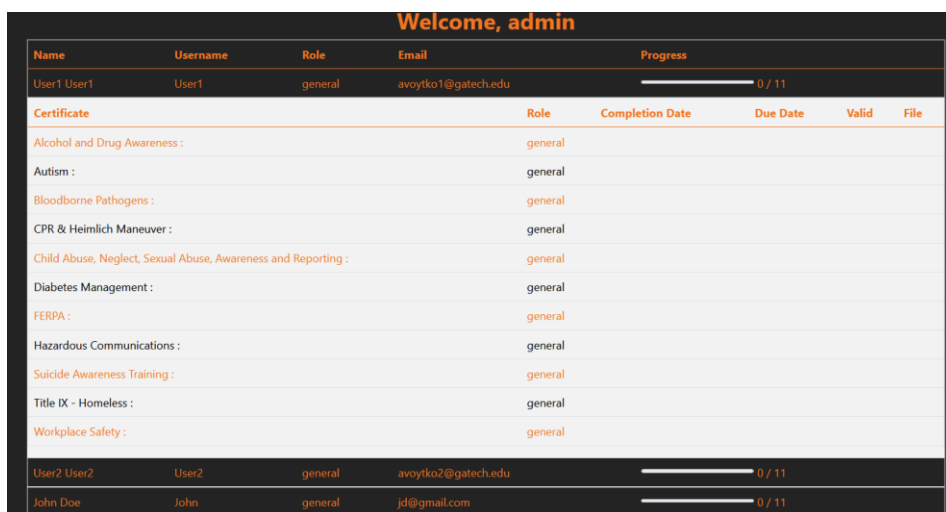 Welcome, admin
Name Username Role Email Progress
User1 User1 User1 general avoytko1@gatech.edu 0 / 11
Certificate Role Completion Date Due Date Valid File
Alcohol and Drug Awareness : general
Autism : general
Bloodborne Pathogens : general
CPR & Heimlich Maneuver : general
Child Abuse, Neglect, Sexual Abuse, Awareness and Reporting : general
Diabetes Management : general
FERPA : general
Hazardous Communications : general
Suicide Awareness Training : general
Title IX - Homeless : general
Workplace Safety : general
User2 User2 User2 general avoytko2@gatech.edu 0 / 11
John Doe John general jd@gmail.com 0 / 11